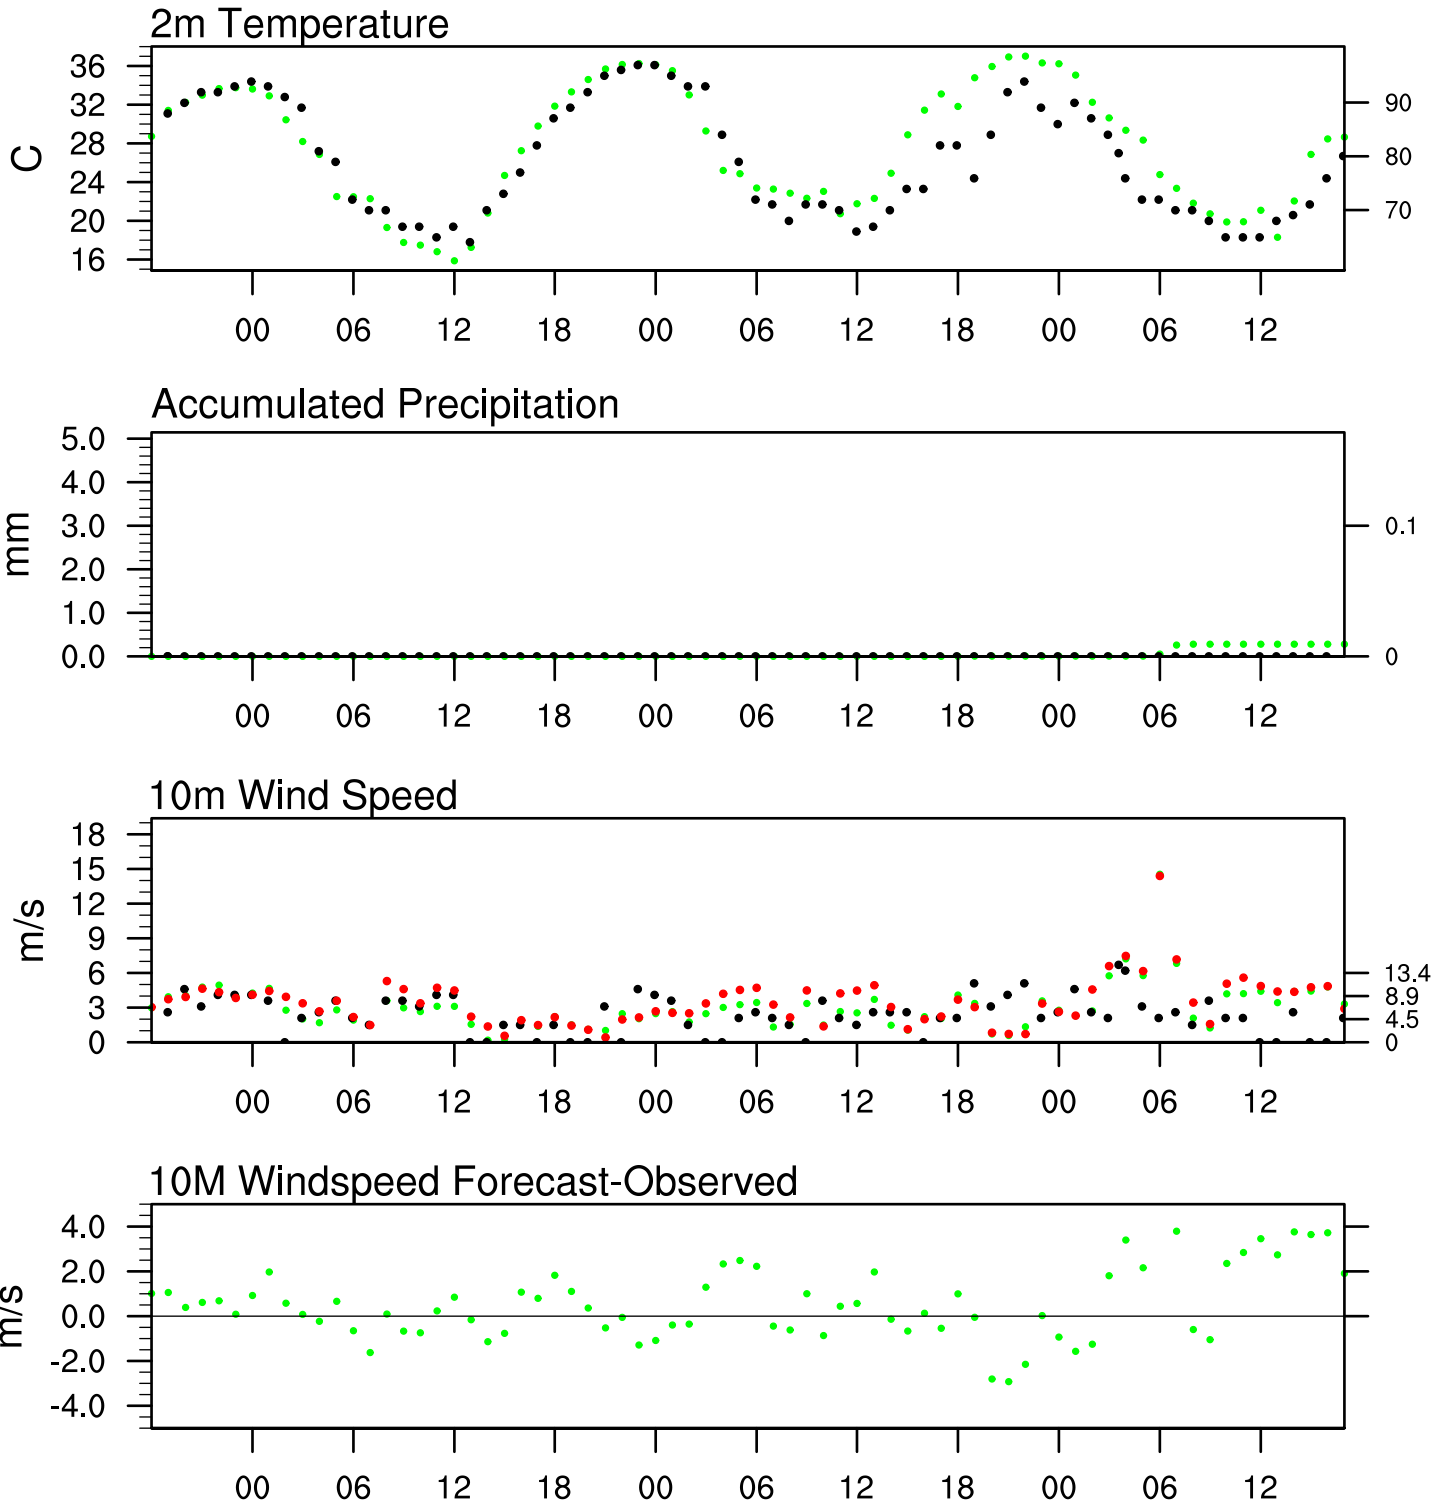 2m Temperature
36
32
28
24
20
16
C
90
80
70
00 06 12 18 00 06 12 18 00 06 12
Accumulated Precipitation
5.0
4.0
3.0
2.0
1.0
0.0
mm
0.1
0
00 06 12 18 00 06 12 18 00 06 12
10m Wind Speed
18
15
12
9
6
3
0
m/s
13.4
8.9
4.5
0
00 06 12 18 00 06 12 18 00 06 12
10M Windspeed Forecast-Observed
4.0
2.0
0.0
-2.0
-4.0
m/s
00 06 12 18 00 06 12 18 00 06 12